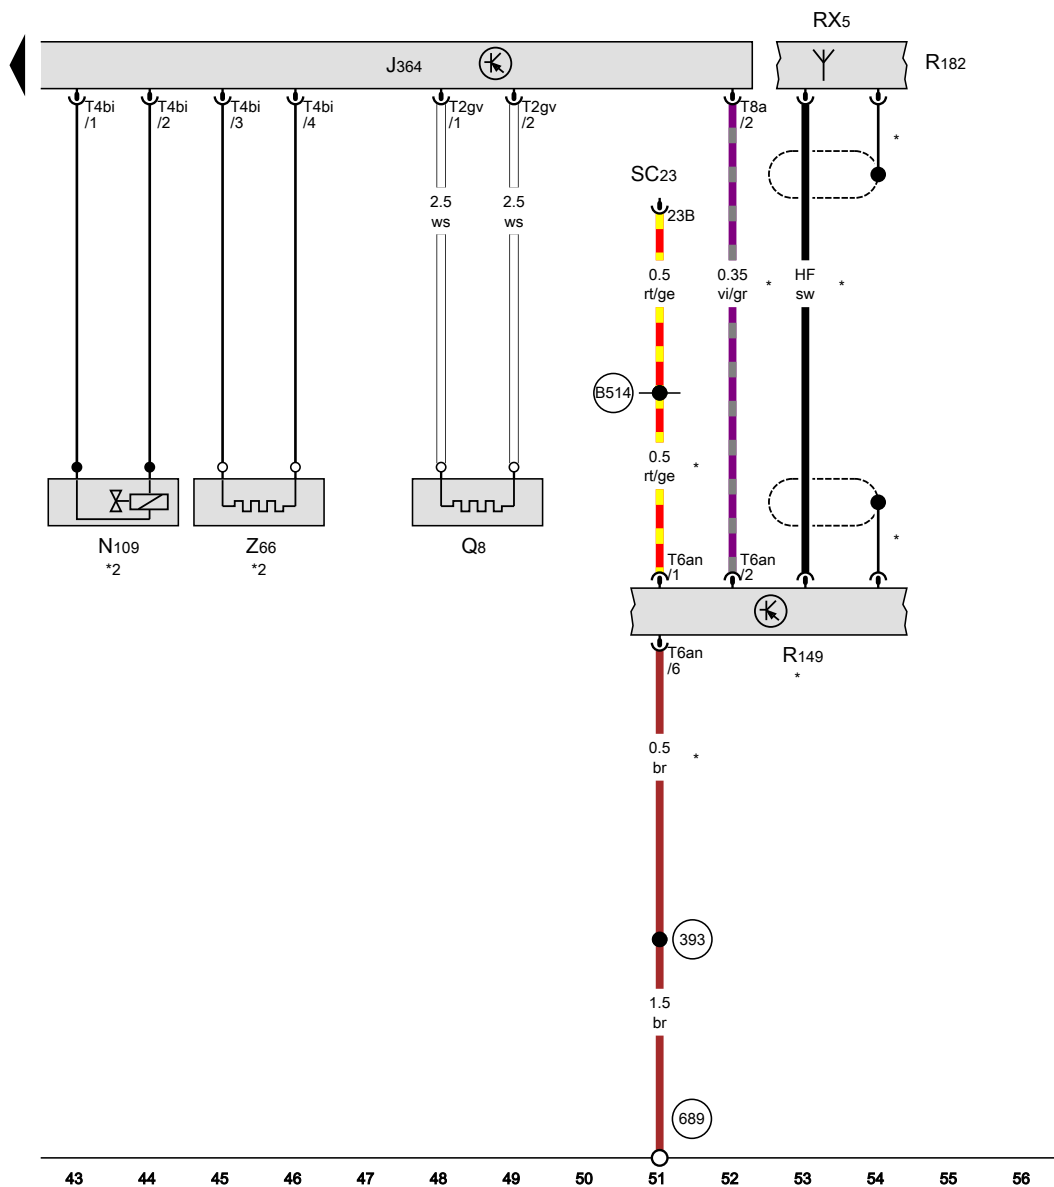 RX5
J364
R182
T4bi T4bi T4bi T4bi T2gv T2gv T8a
/1 /2 /3 /4 /1 /2 /2
*
SC23
23B
2.5 2.5
ws ws
0.5 0.35 HF
rt/ge vi/gr * sw *
B514
0.5
rt/ge *
N109 Z66 Q8
*2 *2
*
T6an T6an
/1 /2
T6an R149
/6 *
0.5
br *
393
1.5
br
689
43 44 45 46 47 48 49 50 51 52 53 54 55 56